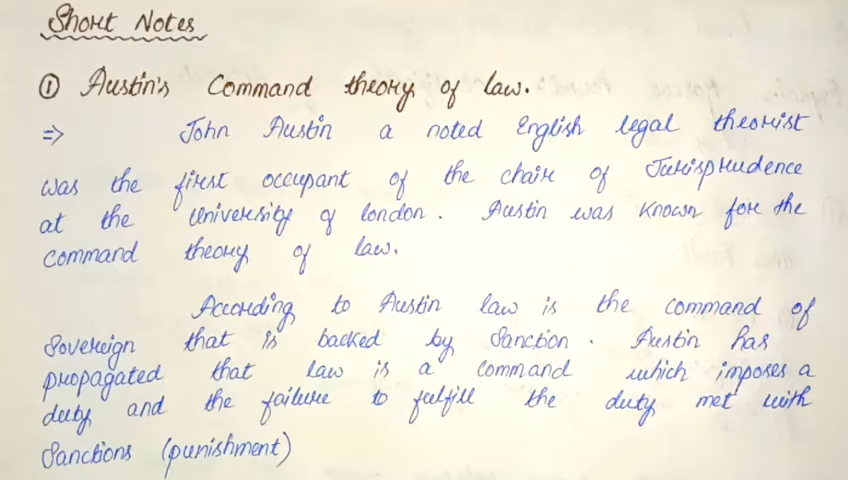 Short Notes
① Austin's Command theory of law.
⇒ John Austin a noted English legal theorist
was the first occupant of the chair of Jurisprudence
at the University of london. Austin was known for the
command theory of law.
According to Austin law is the command of
Sovereign that is backed by Sanction. Austin has
propagated that law is a command which imposes a
duty and the failure to fulfill the duty met with
Sanctions (punishment)